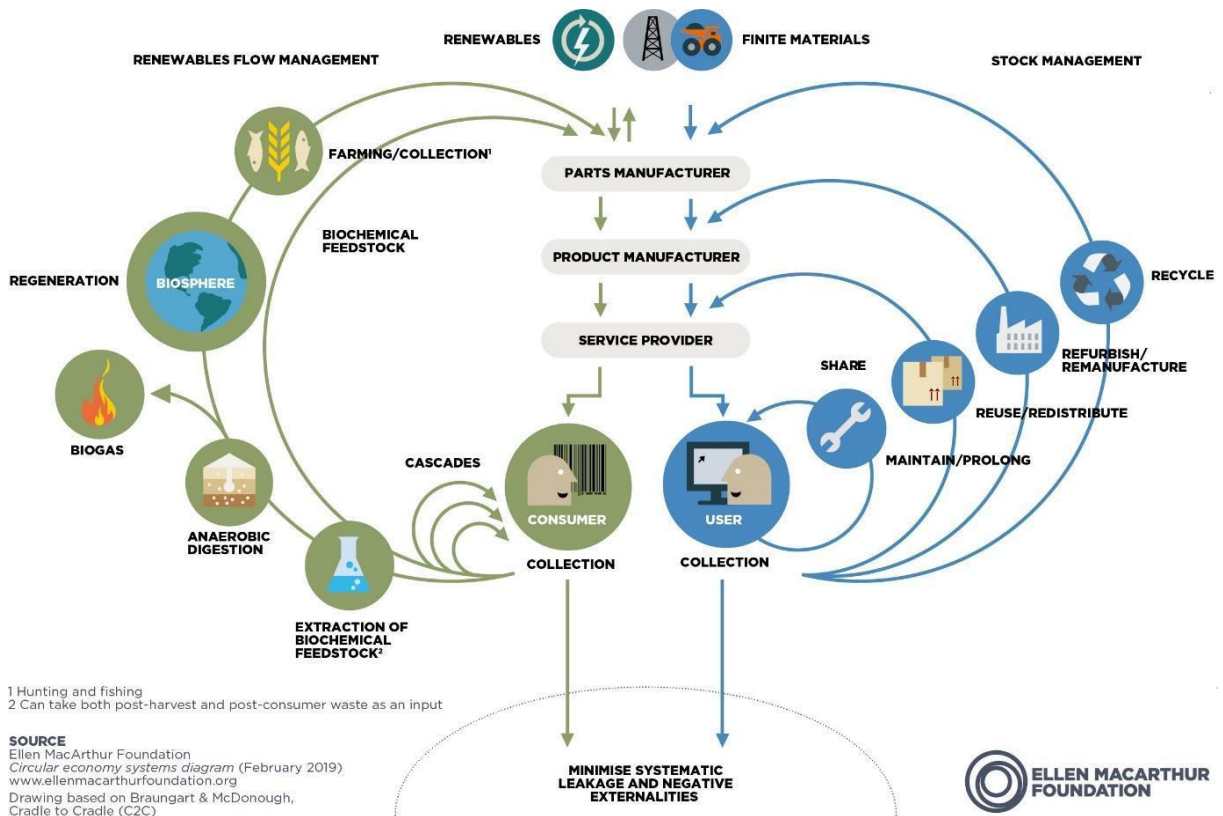 RENEWABLES
FINITE MATERIALS
RENEWABLES FLOW MANAGEMENT
STOCK MANAGEMENT
FARMING/COLLECTION¹
PARTS MANUFACTURER
BIOCHEMICAL
FEEDSTOCK
PRODUCT MANUFACTURER
REGENERATION
BIOSPHERE
RECYCLE
SERVICE PROVIDER
SHARE
REFURBISH/
REMANUFACTURE
REUSE/REDISTRIBUTE
BIOGAS
CASCADES
MAINTAIN/PROLONG
CONSUMER
USER
ANAEROBIC
DIGESTION
COLLECTION
COLLECTION
EXTRACTION OF
BIOCHEMICAL
FEEDSTOCK²
1 Hunting and fishing
2 Can take both post-harvest and post-consumer waste as an input
SOURCE
Ellen MacArthur Foundation
Circular economy systems diagram (February 2019)
www.ellenmacarthurfoundation.org
Drawing based on Braungart & McDonough,
Cradle to Cradle (C2C)
MINIMISE SYSTEMATIC
LEAKAGE AND NEGATIVE
EXTERNALITIES
ELLEN MACARTHUR
FOUNDATION